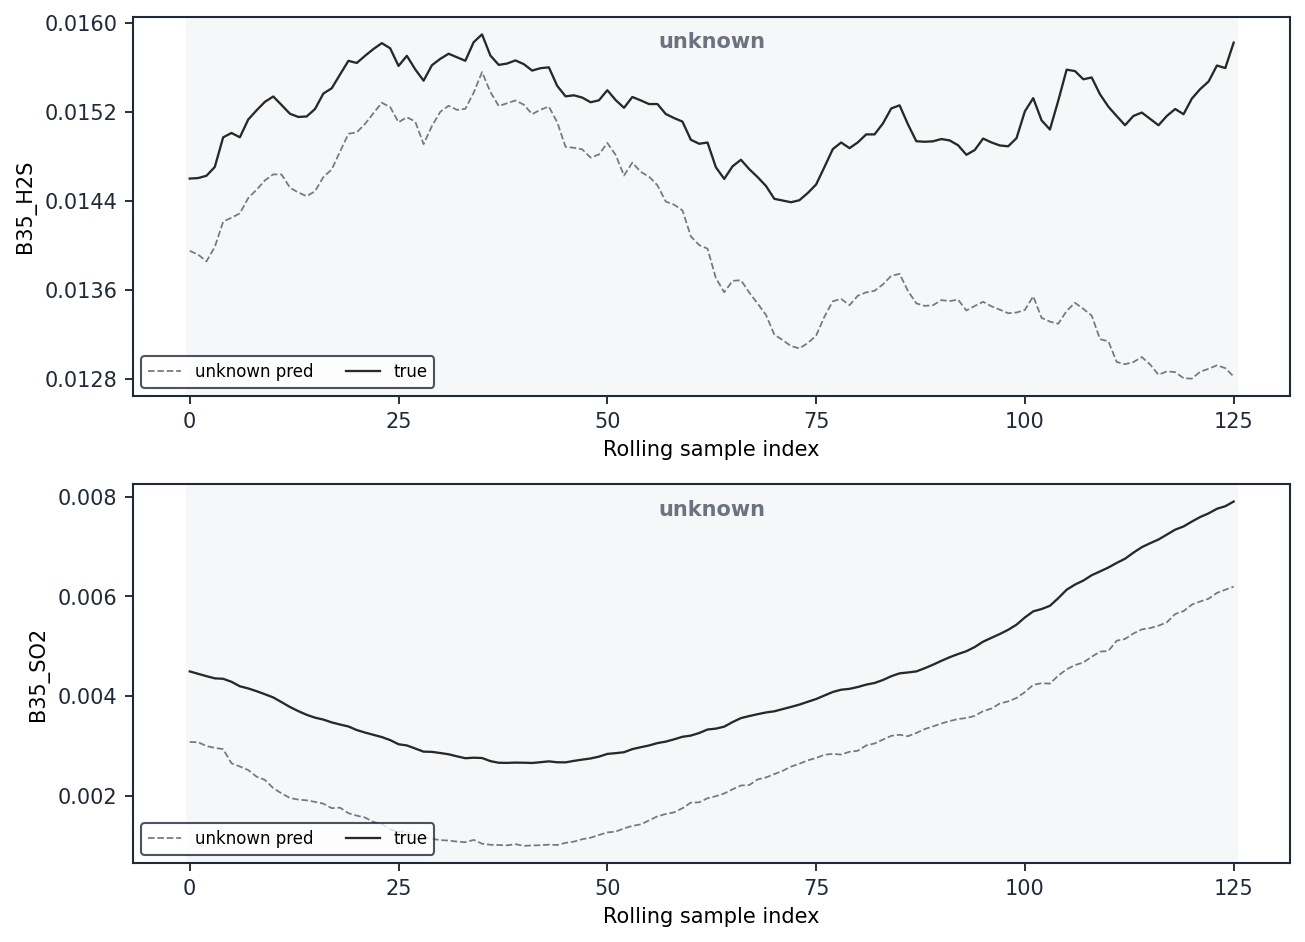 unknown
0.0160
0.0152
0.0144
0.0136
0.0128
B35_H2S
unknown pred true
0 25 50 75 100 125
Rolling sample index
unknown
0.008
0.006
0.004
0.002
B35_SO2
unknown pred true
0 25 50 75 100 125
Rolling sample index